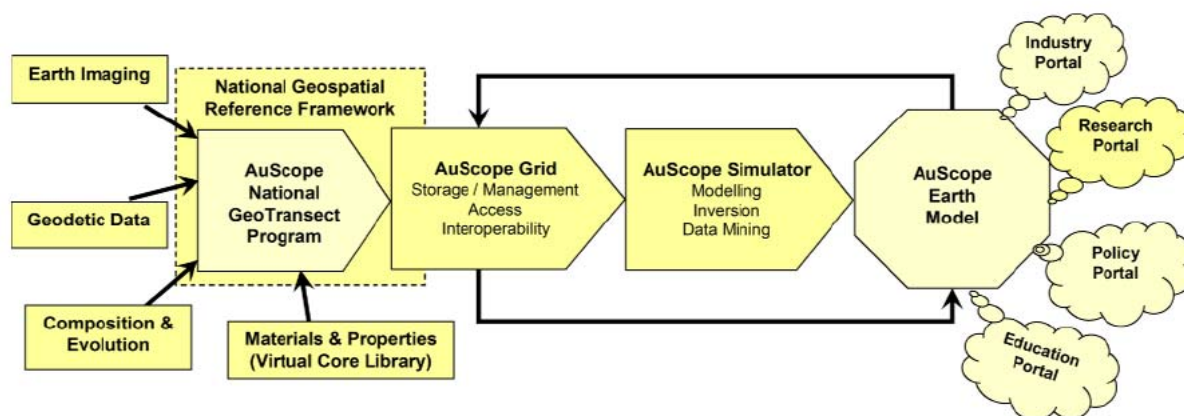 Earth Imaging
Geodetic Data
Composition &
Evolution
National Geospatial
Reference Framework
AuScope
National
GeoTransect
Program
Materials & Properties
(Virtual Core Library)
AuScope Grid
Storage / Management
Access
Interoperability
AuScope Simulator
Modelling
Inversion
Data Mining
AuScope
Earth
Model
Industry
Portal
Research
Portal
Policy
Portal
Education
Portal